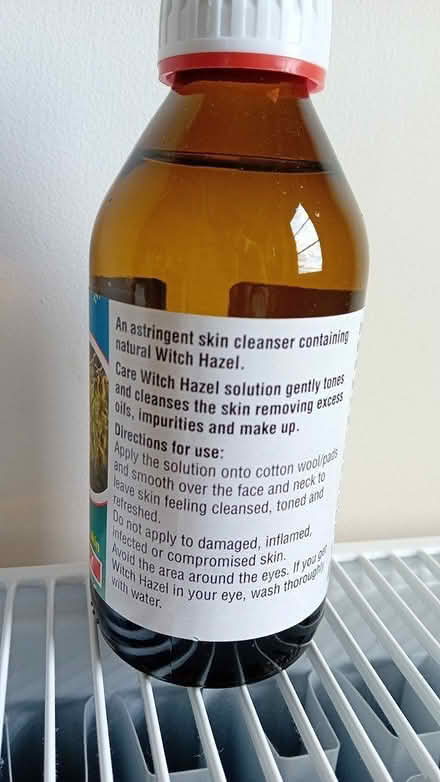 An astringent skin cleanser containing
natural Witch Hazel.
Care Witch Hazel solution gently tones
and cleanses the skin removing excess
oils, impurities and make up.
Directions for use:
Apply the solution onto cotton wool/pads
and smooth over the face and neck to
leave skin feeling cleansed, toned and
refreshed.
Do not apply to damaged, inflamed,
infected or compromised skin.
Avoid the area around the eyes. If you get
Witch Hazel in your eye, wash thoroughly
with water.